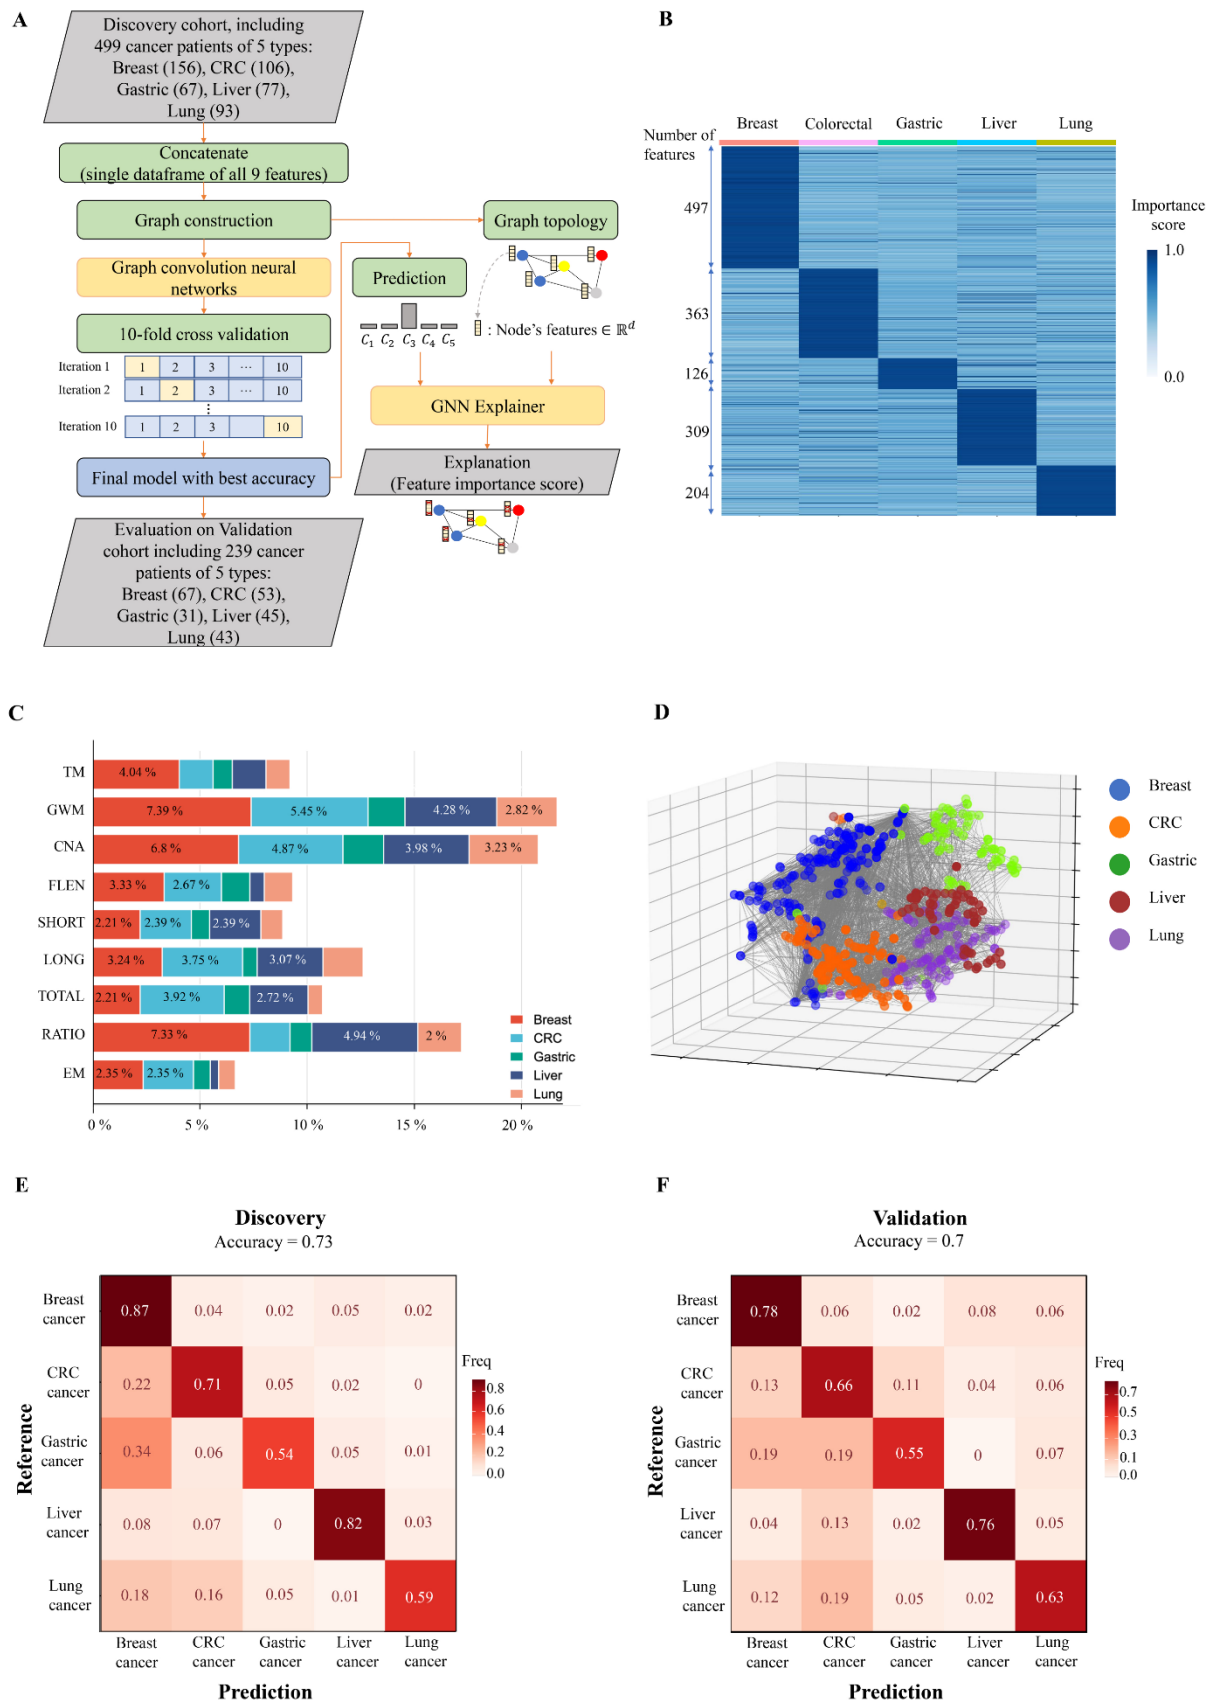 A
Discovery cohort, including
499 cancer patients of 5 types:
Breast (156), CRC (106),
Gastric (67), Liver (77),
Lung (93)
Concatenate
(single dataframe of all 9 features)
Graph construction
Graph topology
Graph convolution neural
networks
Prediction
10-fold cross validation
C1 C2 C3 C4 C5
: Node's features ∈ ℝ^d
Iteration 1 1 2 3 ... 10
Iteration 2 1 2 3 ... 10
Iteration 10 1 2 3 10
GNN Explainer
Final model with best accuracy
Explanation
(Feature importance score)
Evaluation on Validation
cohort including 239 cancer
patients of 5 types:
Breast (67), CRC (53),
Gastric (31), Liver (45),
Lung (43)
B
Breast Colorectal Gastric Liver Lung
Number of
features
497
363
126
309
204
Importance
score
1.0
0.0
C
TM 4.04 %
GWM 7.39 % 5.45 % 4.28 % 2.82 %
CNA 6.8 % 4.87 % 3.98 % 3.23 %
FLEN 3.33 % 2.67 %
SHORT 2.21 % 2.39 % 2.39 %
LONG 3.24 % 3.75 % 3.07 %
TOTAL 2.21 % 3.92 % 2.72 %
RATIO 7.33 % 4.94 % 2 %
EM 2.35 % 2.35 %
0 % 5 % 10 % 15 % 20 %
Breast
CRC
Gastric
Liver
Lung
D
Breast
CRC
Gastric
Liver
Lung
E
Discovery
Accuracy = 0.73
Reference
Breast
cancer
0.87 0.04 0.02 0.05 0.02
CRC
cancer
0.22 0.71 0.05 0.02 0
Gastric
cancer
0.34 0.06 0.54 0.05 0.01
Liver
cancer
0.08 0.07 0 0.82 0.03
Lung
cancer
0.18 0.16 0.05 0.01 0.59
Breast CRC Gastric Liver Lung
cancer cancer cancer cancer cancer
Prediction
Freq
0.8
0.6
0.4
0.2
0.0
F
Validation
Accuracy = 0.7
Reference
Breast
cancer
0.78 0.06 0.02 0.08 0.06
CRC
cancer
0.13 0.66 0.11 0.04 0.06
Gastric
cancer
0.19 0.19 0.55 0 0.07
Liver
cancer
0.04 0.13 0.02 0.76 0.05
Lung
cancer
0.12 0.19 0.05 0.02 0.63
Breast CRC Gastric Liver Lung
cancer cancer cancer cancer cancer
Prediction
Freq
0.7
0.5
0.3
0.1
0.0